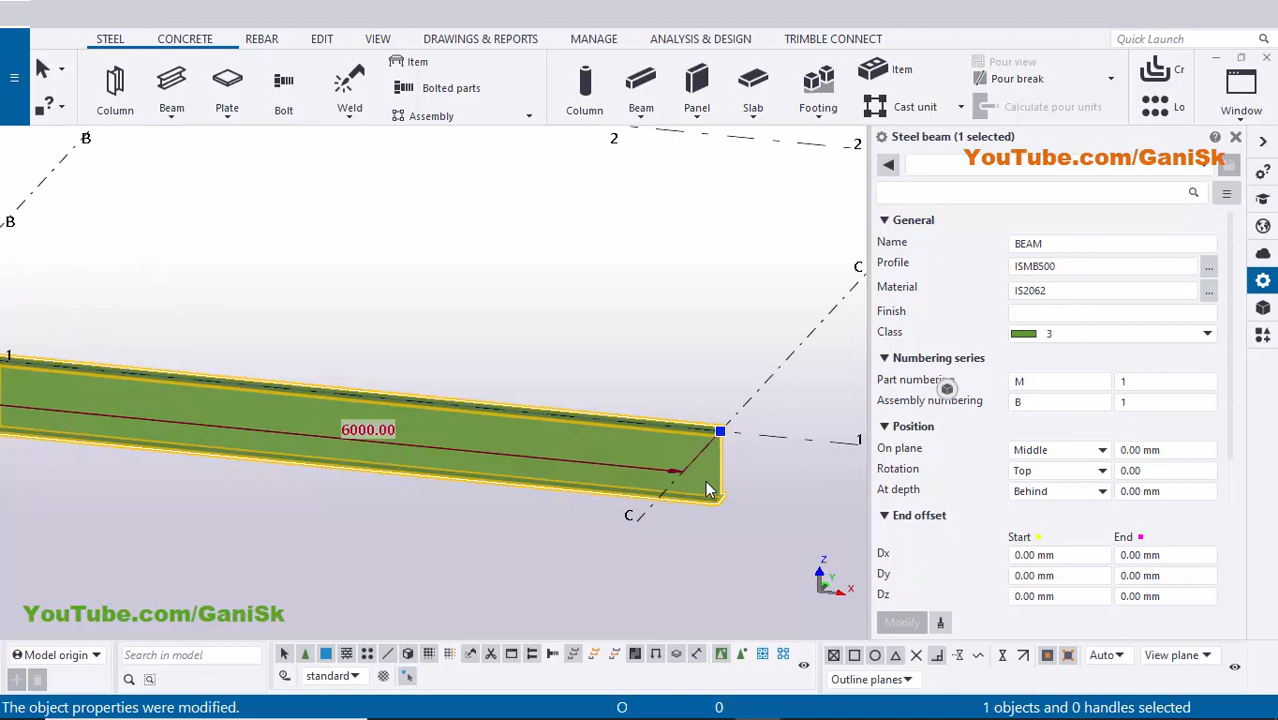 STEEL CONCRETE REBAR EDIT VIEW DRAWINGS & REPORTS MANAGE ANALYSIS & DESIGN TRIMBLE CONNECT Quick Launch
Item Item Pour view Cr
Bolted parts Pour break
Column Beam Plate Bolt Weld Assembly Column Beam Panel Slab Footing Cast unit Calculate pour units Lo Window
B 2 2
B C
1 6000.00 1
C
Z
Y
X
YouTube.com/GaniSk
Steel beam (1 selected)
YouTube.com/GaniSk
General
Name BEAM
Profile ISMB500 ...
Material IS2062 ...
Finish
Class 3
Numbering series
Part numbering M 1
Assembly numbering B 1
Position
On plane Middle 0.00 mm
Rotation Top 0.00
At depth Behind 0.00 mm
End offset
Start End
Dx 0.00 mm 0.00 mm
Dy 0.00 mm 0.00 mm
Dz 0.00 mm 0.00 mm
Modify
Model origin Search in model Auto View plane
standard Outline planes
The object properties were modified. O 0 1 objects and 0 handles selected